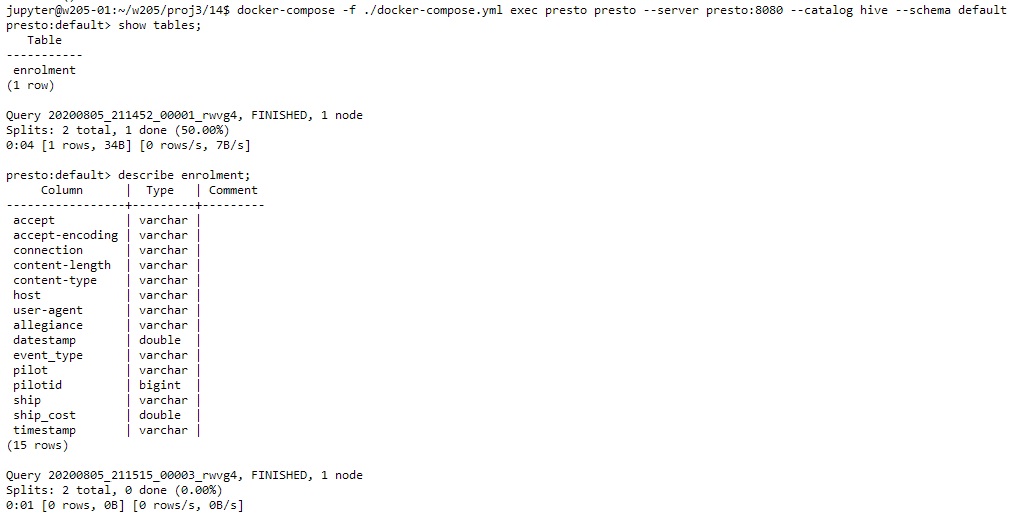 jupyter@w205-01:~/w205/proj3/14$ docker-compose -f ./docker-compose.yml exec presto presto --server presto:8080 --catalog hive --schema default
presto:default> show tables;
   Table
-----------
 enrolment
(1 row)

Query 20200805_211452_00001_rwvg4, FINISHED, 1 node
Splits: 2 total, 1 done (50.00%)
0:04 [1 rows, 34B] [0 rows/s, 7B/s]

presto:default> describe enrolment;
     Column      |  Type   | Comment
-----------------+---------+---------
 accept          | varchar |
 accept-encoding | varchar |
 connection      | varchar |
 content-length  | varchar |
 content-type    | varchar |
 host            | varchar |
 user-agent      | varchar |
 allegiance      | varchar |
 datestamp       | double  |
 event_type      | varchar |
 pilot           | varchar |
 pilotid         | bigint  |
 ship            | varchar |
 ship_cost       | double  |
 timestamp       | varchar |
(15 rows)

Query 20200805_211515_00003_rwvg4, FINISHED, 1 node
Splits: 2 total, 0 done (0.00%)
0:01 [0 rows, 0B] [0 rows/s, 0B/s]